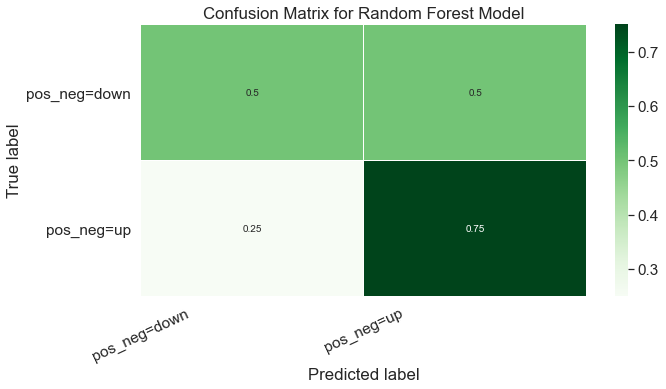 Confusion Matrix for Random Forest Model
True label
pos_neg=down
0.5 0.5
pos_neg=up
0.25 0.75
pos_neg=down pos_neg=up
Predicted label
0.7
0.6
0.5
0.4
0.3